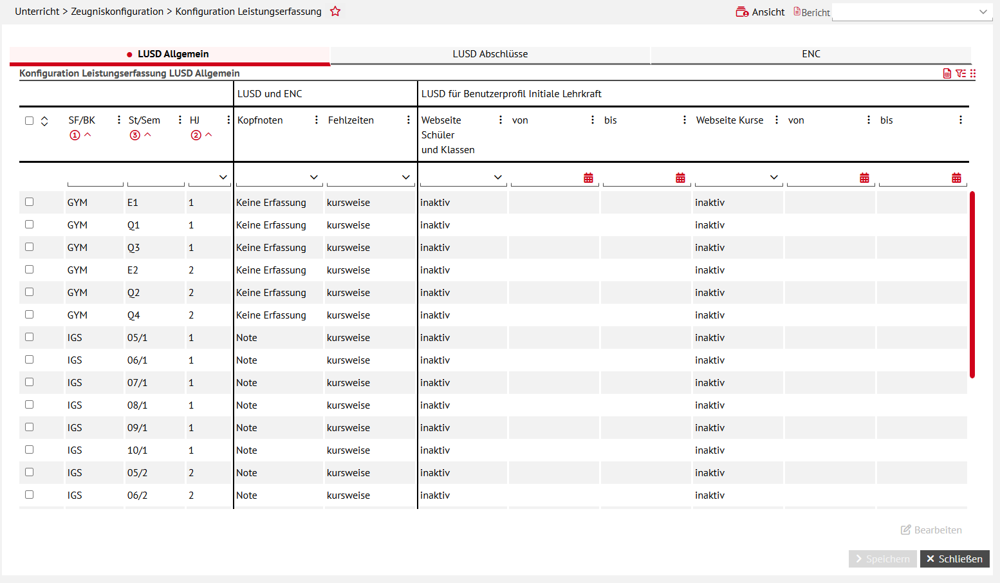 Unterricht > Zeugniskonfiguration > Konfiguration Leistungserfassung
Ansicht Bericht
LUSD Allgemein LUSD Abschlüsse ENC
Konfiguration Leistungserfassung LUSD Allgemein
LUSD und ENC LUSD für Benutzerprofil Initiale Lehrkraft
SF/BK St/Sem HJ Kopfnoten Fehlzeiten Webseite von bis Webseite Kurse von bis
1 3 2 Schüler
und Klassen
GYM E1 1 Keine Erfassung kursweise inaktiv inaktiv
GYM Q1 1 Keine Erfassung kursweise inaktiv inaktiv
GYM Q3 1 Keine Erfassung kursweise inaktiv inaktiv
GYM E2 2 Keine Erfassung kursweise inaktiv inaktiv
GYM Q2 2 Keine Erfassung kursweise inaktiv inaktiv
GYM Q4 2 Keine Erfassung kursweise inaktiv inaktiv
IGS 05/1 1 Note kursweise inaktiv inaktiv
IGS 06/1 1 Note kursweise inaktiv inaktiv
IGS 07/1 1 Note kursweise inaktiv inaktiv
IGS 08/1 1 Note kursweise inaktiv inaktiv
IGS 09/1 1 Note kursweise inaktiv inaktiv
IGS 10/1 1 Note kursweise inaktiv inaktiv
IGS 05/2 2 Note kursweise inaktiv inaktiv
IGS 06/2 2 Note kursweise inaktiv inaktiv
Bearbeiten
Speichern Schließen